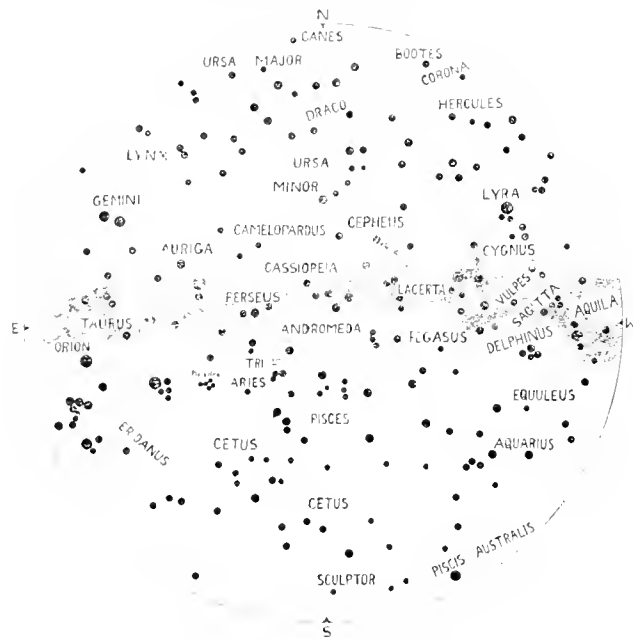 N
CANES
URSA MAJOR
BOOTES
CORONA
DRACO
HERCULES
LYNX
URSA
MINOR
GEMINI
LYRA
CAMELOPARDUS
CEPHEUS
AURIGA
CYGNUS
CASSIOPEIA
LACERTA
VULPES
SAGITTA
AQUILA
PERSEUS
TAURUS
ANDROMEDA
PEGASUS
DELPHINUS
E
W
ORION
TRI
ARIES
Pleiades
PISCES
EQUULEUS
ERIDANUS
CETUS
AQUARIUS
CETUS
PISCIS AUSTRALIS
SCULPTOR
S